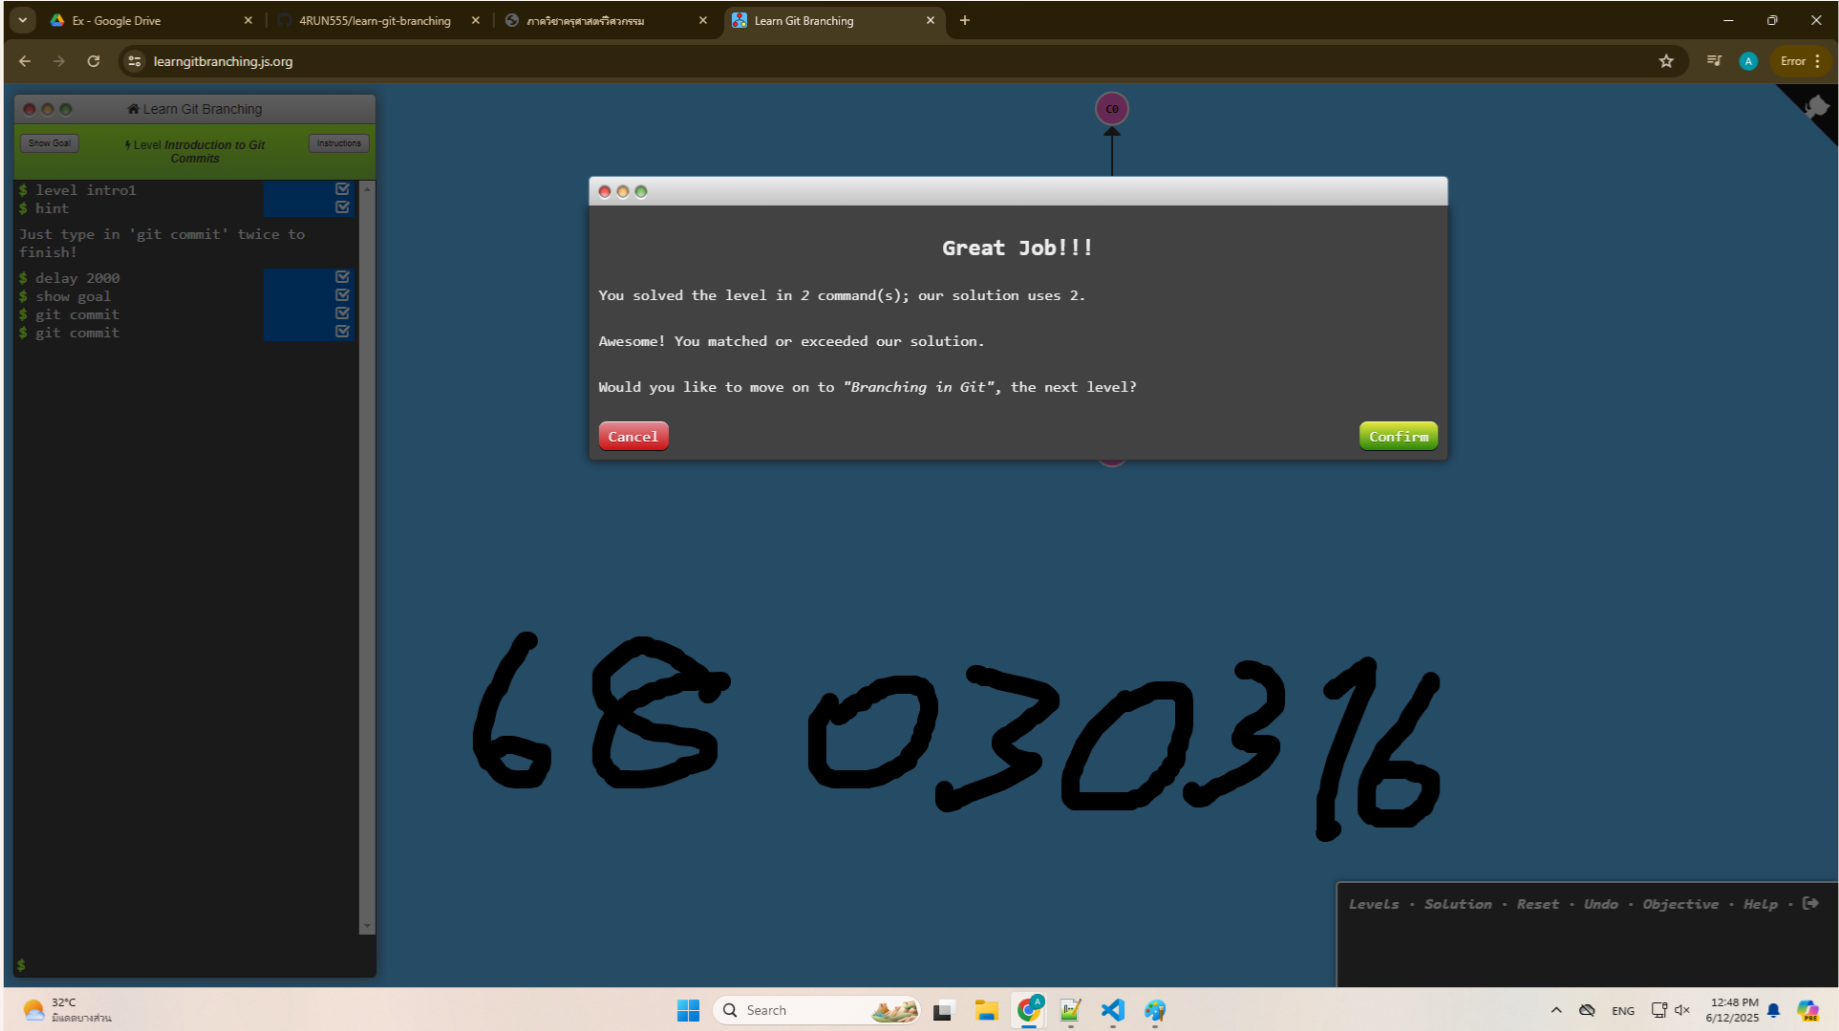 Ex - Google Drive
4RUN555/learn-git-branching
ภาควิชาครุศาสตร์วิศวกรรม
Learn Git Branching
learngitbranching.js.org
A
Error
Learn Git Branching
Show Goal
Level Introduction to Git
Commits
Instructions
$ level intro1
$ hint
Just type in 'git commit' twice to
finish!
$ delay 2000
$ show goal
$ git commit
$ git commit
$
C0
Great Job!!!
You solved the level in 2 command(s); our solution uses 2.
Awesome! You matched or exceeded our solution.
Would you like to move on to "Branching in Git", the next level?
Cancel
Confirm
68 030316
Levels · Solution · Reset · Undo · Objective · Help ·
32°C
มีแดดบางส่วน
Search
A
ENG
12:48 PM
6/12/2025
PRE